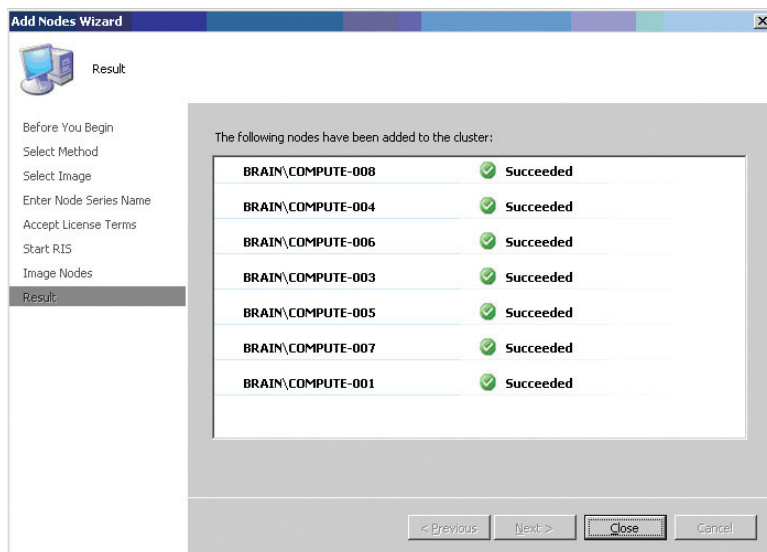 Add Nodes Wizard
Result
Before You Begin
Select Method
Select Image
Enter Node Series Name
Accept License Terms
Start RIS
Image Nodes
Result
The following nodes have been added to the cluster:
BRAIN\COMPUTE-008 Succeeded
BRAIN\COMPUTE-004 Succeeded
BRAIN\COMPUTE-006 Succeeded
BRAIN\COMPUTE-003 Succeeded
BRAIN\COMPUTE-005 Succeeded
BRAIN\COMPUTE-007 Succeeded
BRAIN\COMPUTE-001 Succeeded
< Previous Next > Close Cancel